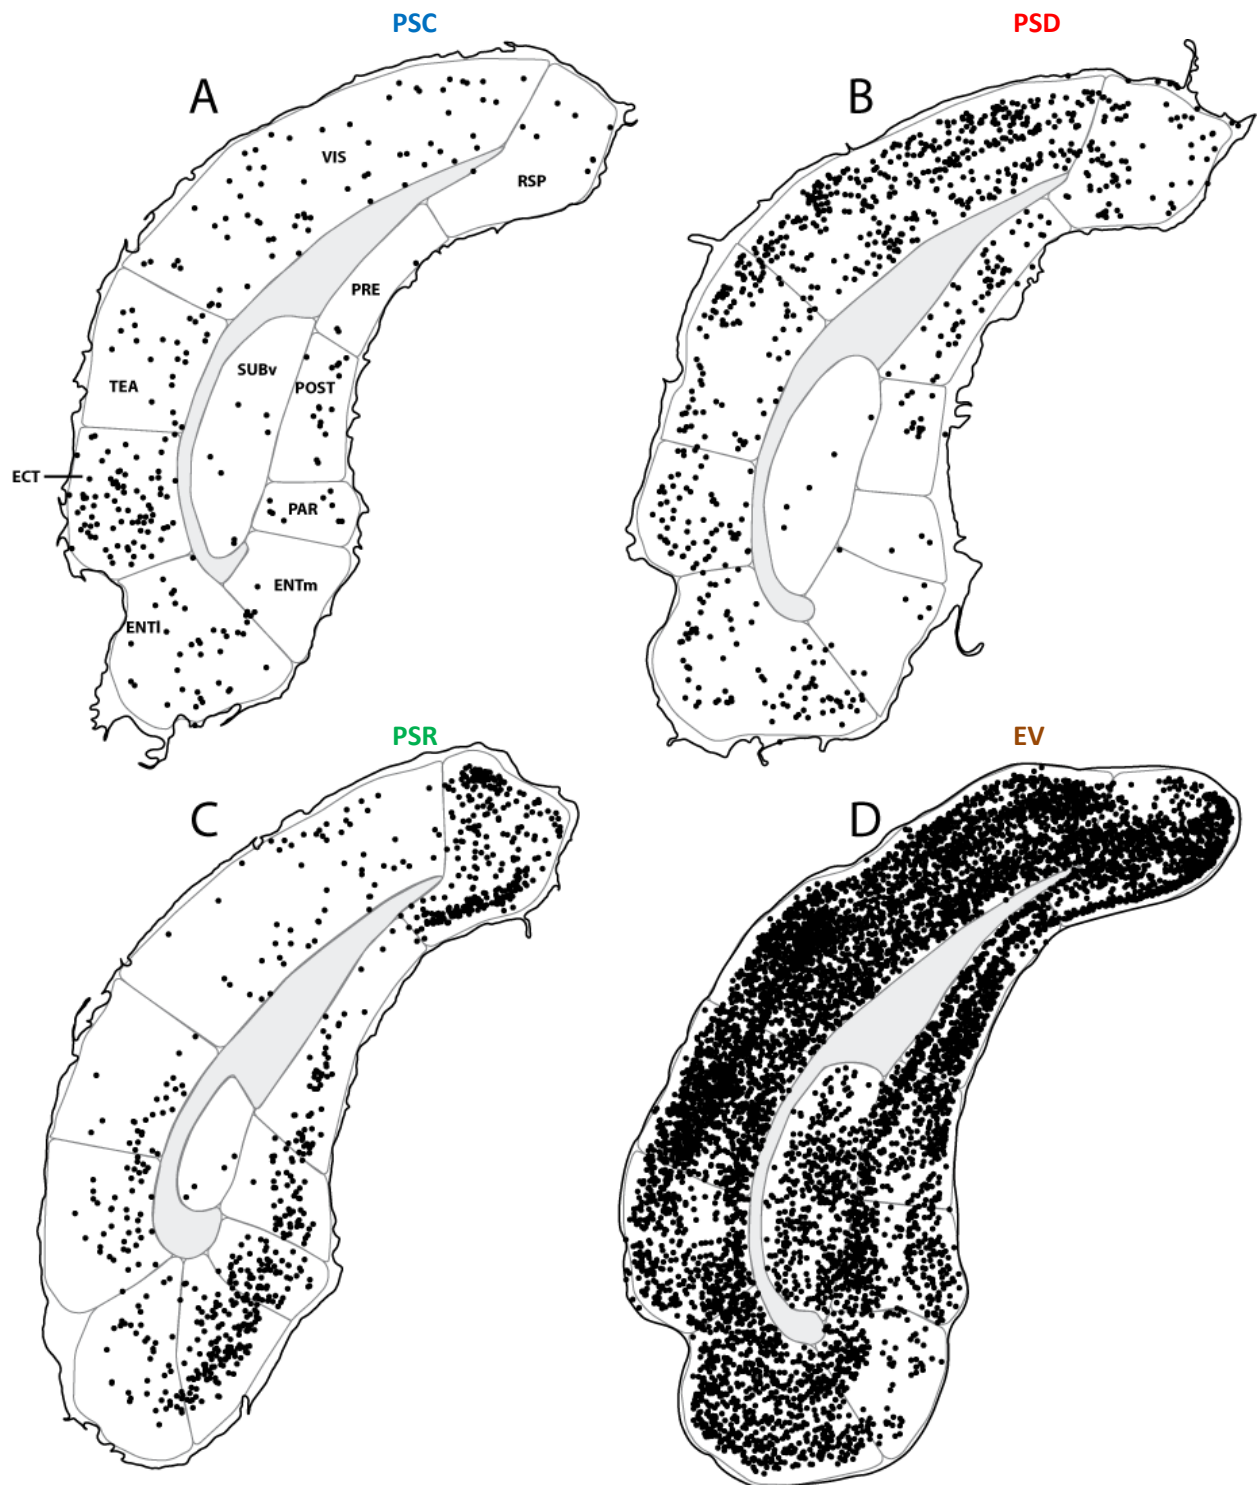 PSC
PSD
A
B
VIS
RSP
PRE
SUBv
TEA
POST
ECT
PAR
ENTm
ENTl
PSR
EV
C
D